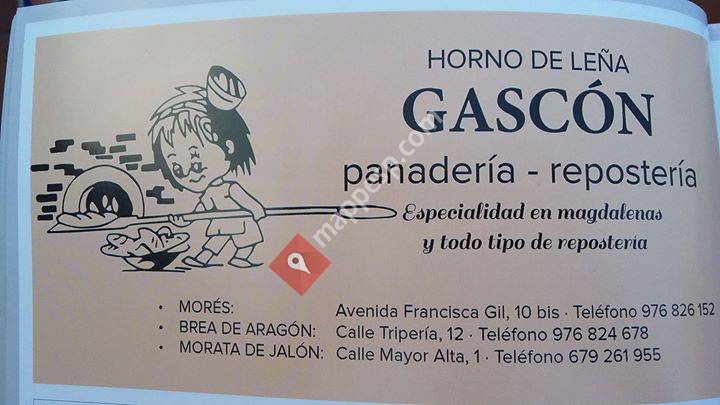 HORNO DE LEÑA
GASCÓN
panadería - repostería
Especialidad en magdalenas
y todo tipo de repostería
mappero.com
• MORÉS: Avenida Francisca Gil, 10 bis · Teléfono 976 826 152
• BREA DE ARAGÓN: Calle Tripería, 12 · Teléfono 976 824 678
• MORATA DE JALÓN: Calle Mayor Alta, 1 · Teléfono 679 261 955